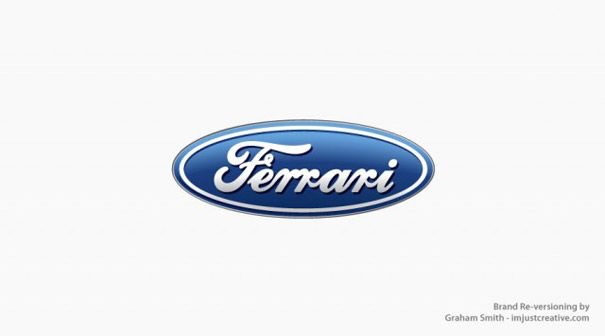 Ferrari
Brand Re-versioning by
Graham Smith - imjustcreative.com